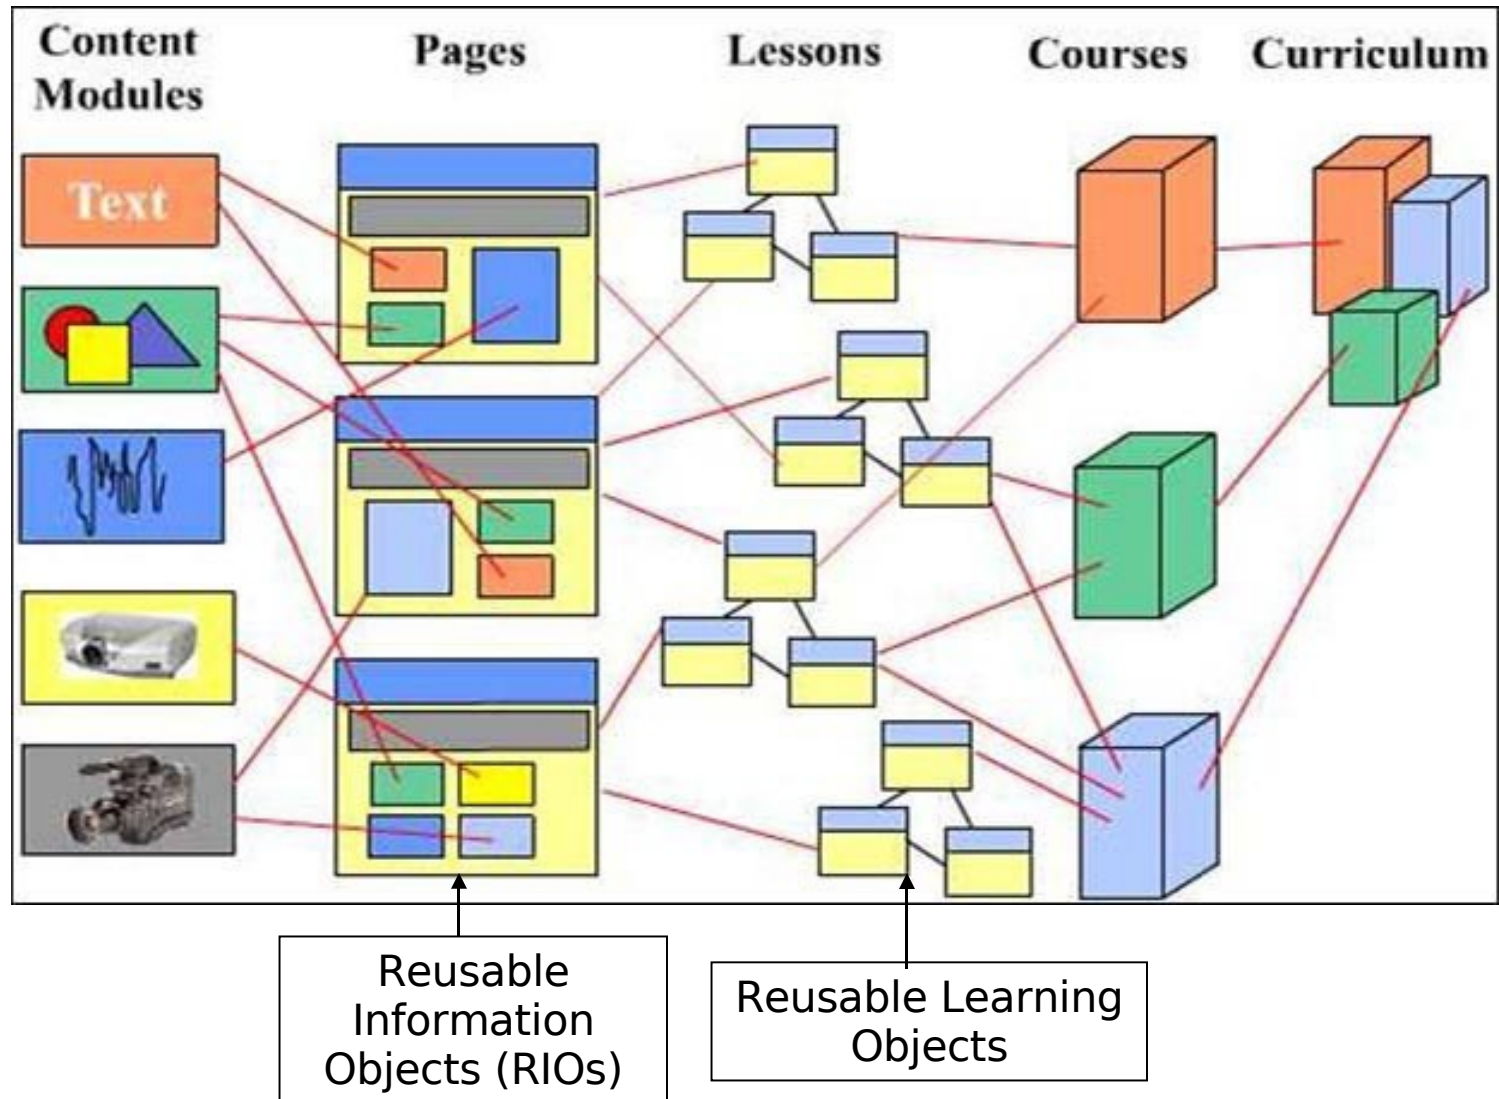 Content
Modules
Pages
Lessons
Courses
Curriculum
Text
Reusable
Information
Objects (RIOs)
Reusable Learning
Objects